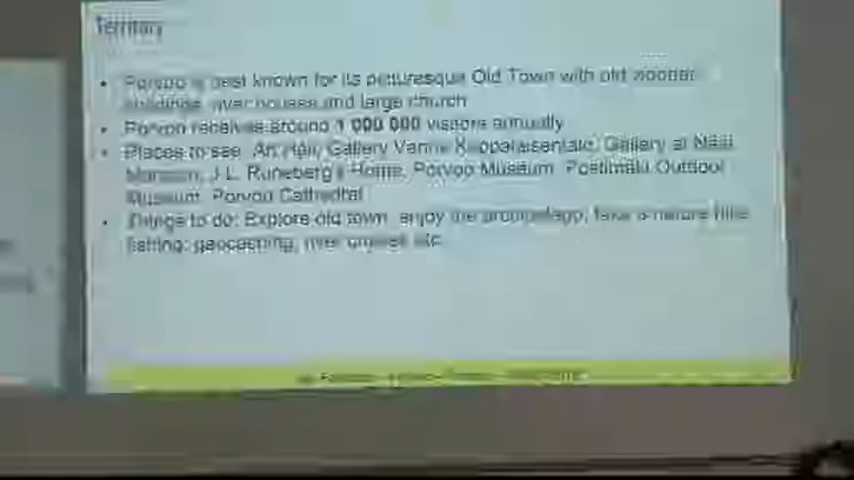 Territory
• Porvoo is best known for its picturesque Old Town with old wooden
buildings, river houses and large church
• Porvoo receives around 1 000 000 visitors annually
• Places to see: Art Hall, Gallery Vanha Kappalaisentalo, Gallery at Näsi
Mansion, J.L. Runeberg's Home, Porvoo Museum, Postimäki Outdoor
Museum, Porvoo Cathedral
• Things to do: Explore old town, enjoy the archipelago, take a nature hike
fishing, geocaching, river cruises etc.